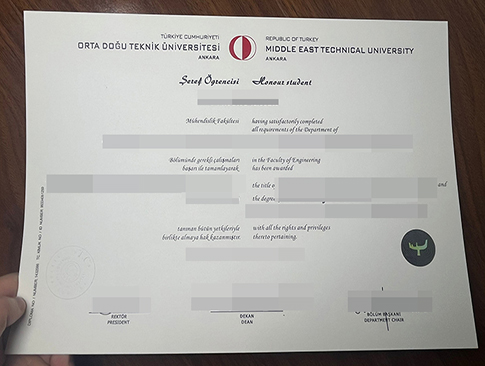 TÜRKİYE CUMHURİYETİ
ORTA DOĞU TEKNİK ÜNİVERSİTESİ
ANKARA
REPUBLIC OF TURKEY
MIDDLE EAST TECHNICAL UNIVERSITY
ANKARA
Şeref Öğrencisi
Honour student
Mühendislik Fakültesi
having satisfactorily completed
all requirements of the Department of
Bölümünde gerekli çalışmaları
başarı ile tamamlayarak
in the Faculty of Engineering
has been awarded
the title o
and
the degre
tanınan bütün yetkileriyle
birlikte almaya hak kazanmıştır.
with all the rights and privileges
thereto pertaining.
REKTÖR
PRESIDENT
DEKAN
DEAN
BÖLÜM BAŞKANI
DEPARTMENT CHAIR